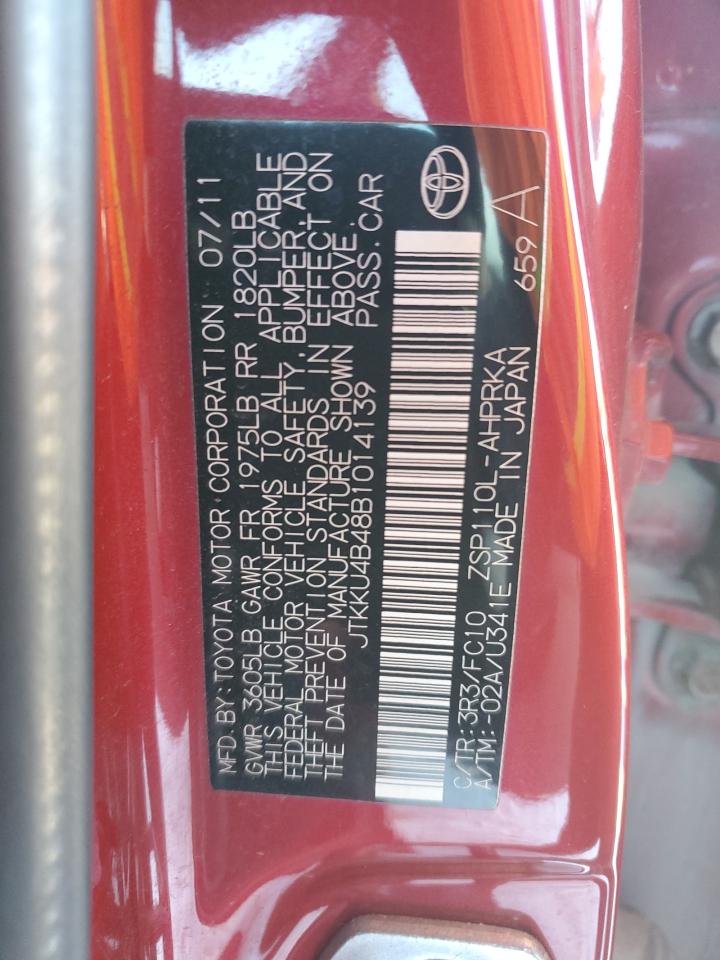 MFD. BY: TOYOTA MOTOR CORPORATION 07/11
GVWR 3605LB GAWR FR 1975LB RR 1820LB
THIS VEHICLE CONFORMS TO ALL APPLICABLE
FEDERAL MOTOR VEHICLE SAFETY, BUMPER, AND
THEFT PREVENTION STANDARDS IN EFFECT ON
THE DATE OF MANUFACTURE SHOWN ABOVE.
JTKKU4B48B1014139 PASS. CAR
C/TR: 3R3/FC10 ZSP110L-AHPRKA 659 A
A/TM: -02A/U341E MADE IN JAPAN